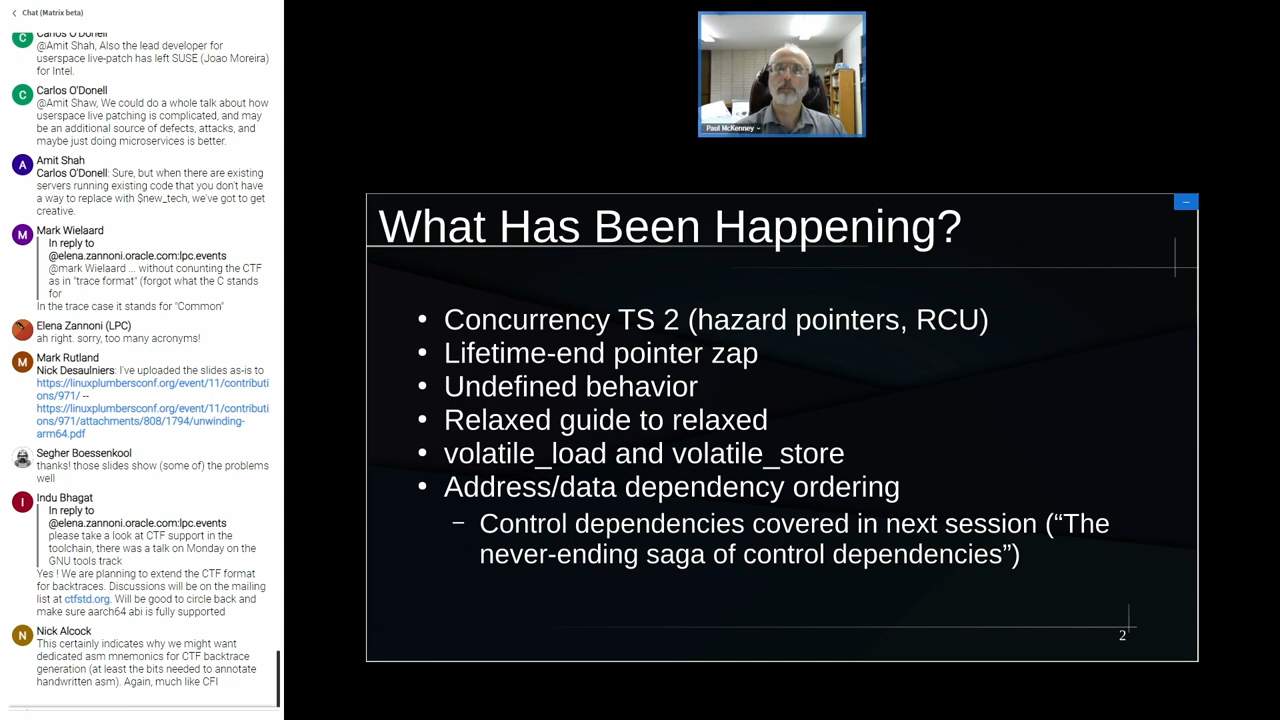 Chat (Matrix beta)
Carlos O'Donell
@Amit Shah, Also the lead developer for
userspace live-patch has left SUSE (Joao Moreira)
for Intel.
Carlos O'Donell
@Amit Shaw, We could do a whole talk about how
userspace live patching is complicated, and may
be an additional source of defects, attacks, and
maybe just doing microservices is better.
Amit Shah
Carlos O'Donell: Sure, but when there are existing
servers running existing code that you don't have
a way to replace with $new_tech, we've got to get
creative.
Mark Wielaard
In reply to
@elena.zannoni.oracle.com:lpc.events
@mark Wielaard ... without conunting the CTF
as in "trace format" (forgot what the C stands
for
In the trace case it stands for "Common"
Elena Zannoni (LPC)
ah right. sorry, too many acronyms!
Mark Rutland
Nick Desaulniers: I've uploaded the slides as-is to
https://linuxplumbersconf.org/event/11/contributi
ons/971/ --
https://linuxplumbersconf.org/event/11/contributi
ons/971/attachments/808/1794/unwinding-
arm64.pdf
Segher Boessenkool
thanks! those slides show (some of) the problems
well
Indu Bhagat
In reply to
@elena.zannoni.oracle.com:lpc.events
please take a look at CTF support in the
toolchain, there was a talk on Monday on the
GNU tools track
Yes ! We are planning to extend the CTF format
for backtraces. Discussions will be on the mailing
list at ctfstd.org. Will be good to circle back and
make sure aarch64 abi is fully supported
Nick Alcock
This certainly indicates why we might want
dedicated asm mnemonics for CTF backtrace
generation (at least the bits needed to annotate
handwritten asm). Again, much like CFI
C
C
A
M
M
I
N
Paul McKenney
What Has Been Happening?
• Concurrency TS 2 (hazard pointers, RCU)
• Lifetime-end pointer zap
• Undefined behavior
• Relaxed guide to relaxed
• volatile_load and volatile_store
• Address/data dependency ordering
– Control dependencies covered in next session (“The
never-ending saga of control dependencies”)
2